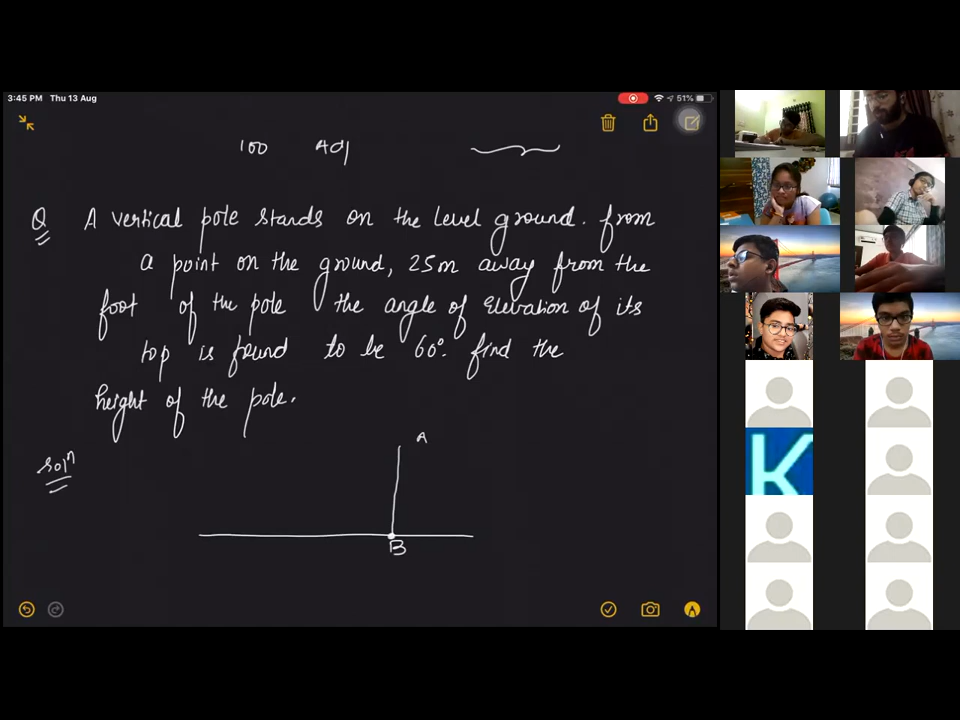 3:45 PM Thu 13 Aug
51%
100 Adj
Q A vertical pole stands on the level ground. from
a point on the ground, 25m away from the
foot of the pole the angle of Elevation of its
top is found to be 60°. find the
height of the pole.
Solⁿ
A
B
K